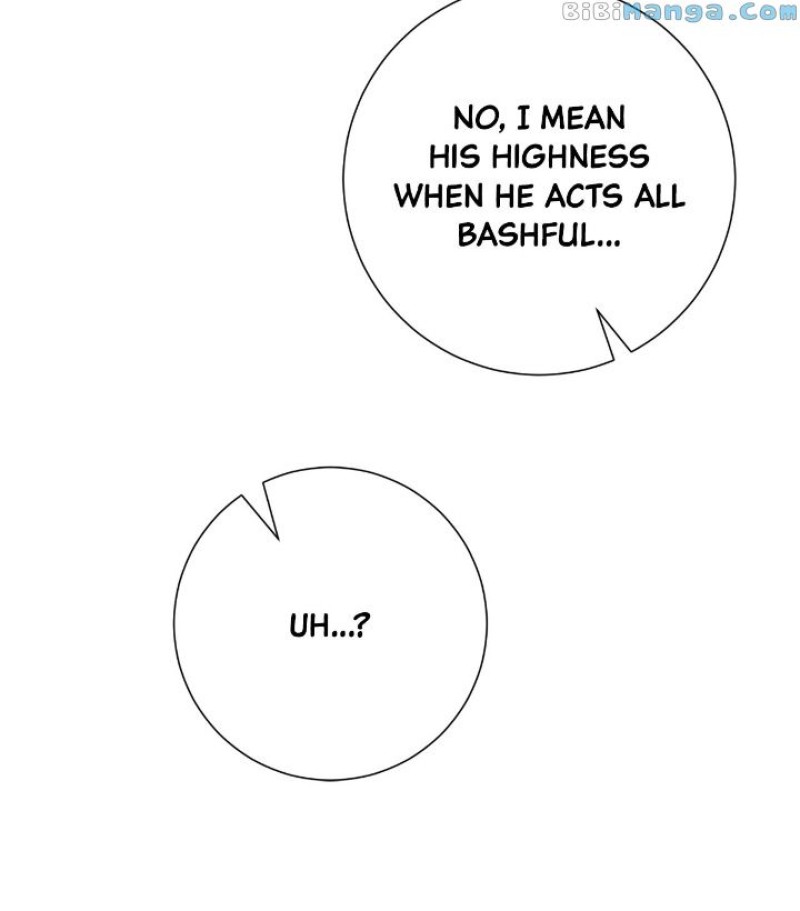 BiBiManga.Com
NO, I MEAN
HIS HIGHNESS
WHEN HE ACTS ALL
BASHFUL...
UH...?